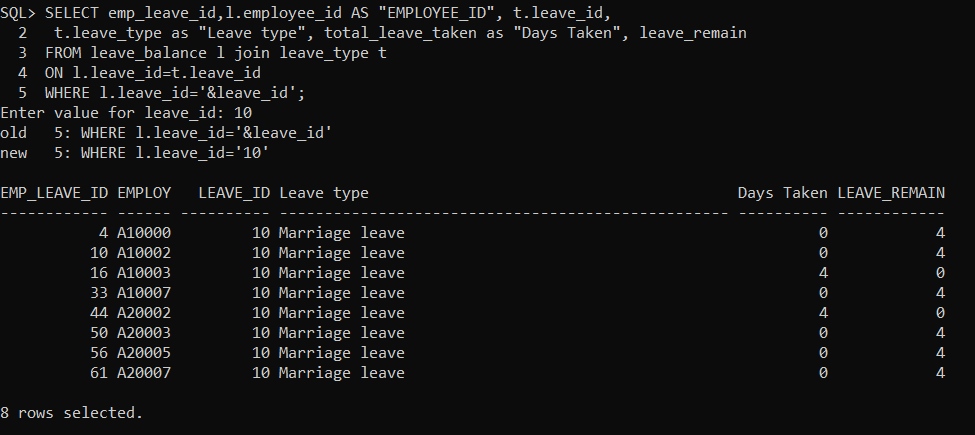 SQL> SELECT emp_leave_id,l.employee_id AS "EMPLOYEE_ID", t.leave_id,
  2   t.leave_type as "Leave type", total_leave_taken as "Days Taken", leave_remain
  3  FROM leave_balance l join leave_type t
  4  ON l.leave_id=t.leave_id
  5  WHERE l.leave_id='&leave_id';
Enter value for leave_id: 10
old   5: WHERE l.leave_id='&leave_id'
new   5: WHERE l.leave_id='10'

EMP_LEAVE_ID EMPLOY   LEAVE_ID Leave type                                         Days Taken LEAVE_REMAIN
------------ ------ ---------- -------------------------------------------------- ---------- ------------
           4 A10000         10 Marriage leave                                              0            4
          10 A10002         10 Marriage leave                                              0            4
          16 A10003         10 Marriage leave                                              4            0
          33 A10007         10 Marriage leave                                              0            4
          44 A20002         10 Marriage leave                                              4            0
          50 A20003         10 Marriage leave                                              0            4
          56 A20005         10 Marriage leave                                              0            4
          61 A20007         10 Marriage leave                                              0            4

8 rows selected.